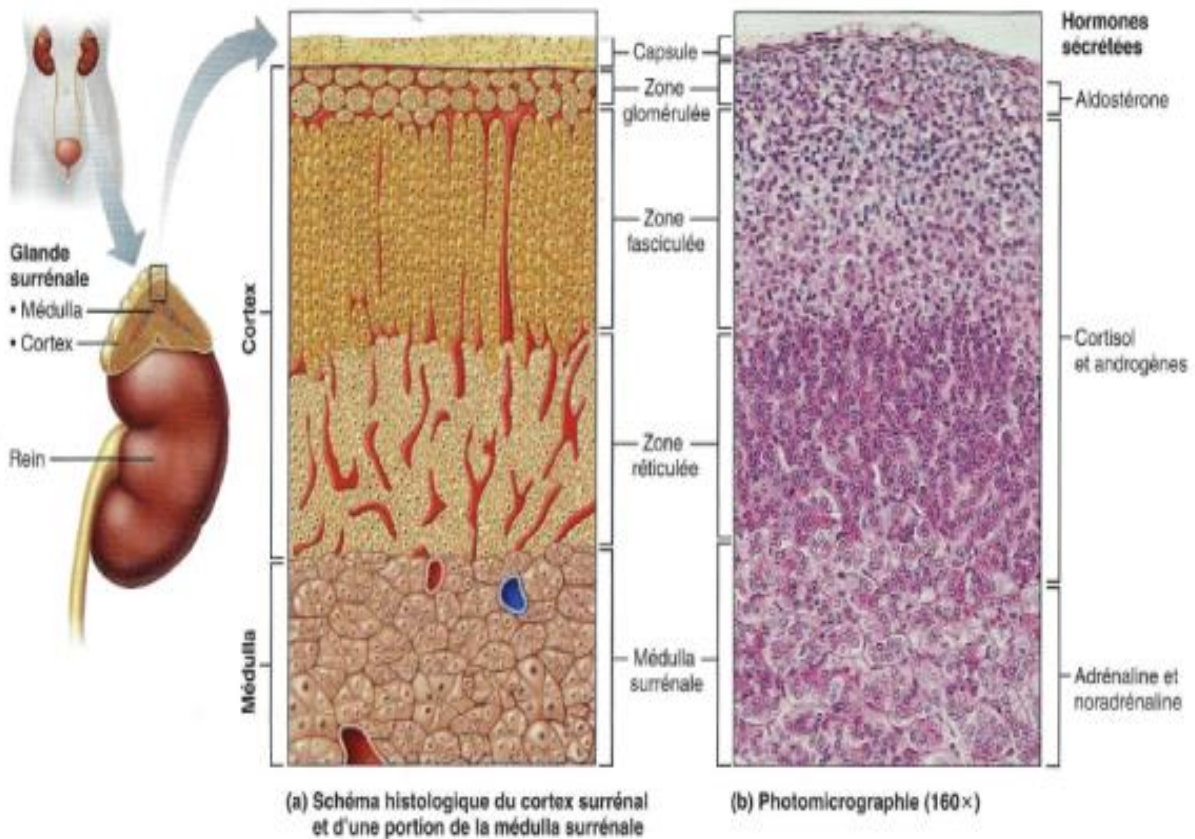 Glande
surrénale
• Médulla
• Cortex
Rein
Cortex
Médulla
Capsule
Zone
glomérulée
Zone
fasciculée
Zone
réticulée
Médulla
surrénale
Hormones
sécrétées
Aldostérone
Cortisol
et androgènes
Adrénaline et
noradrénaline
(a) Schéma histologique du cortex surrénal
et d'une portion de la médulla surrénale
(b) Photomicrographie (160×)